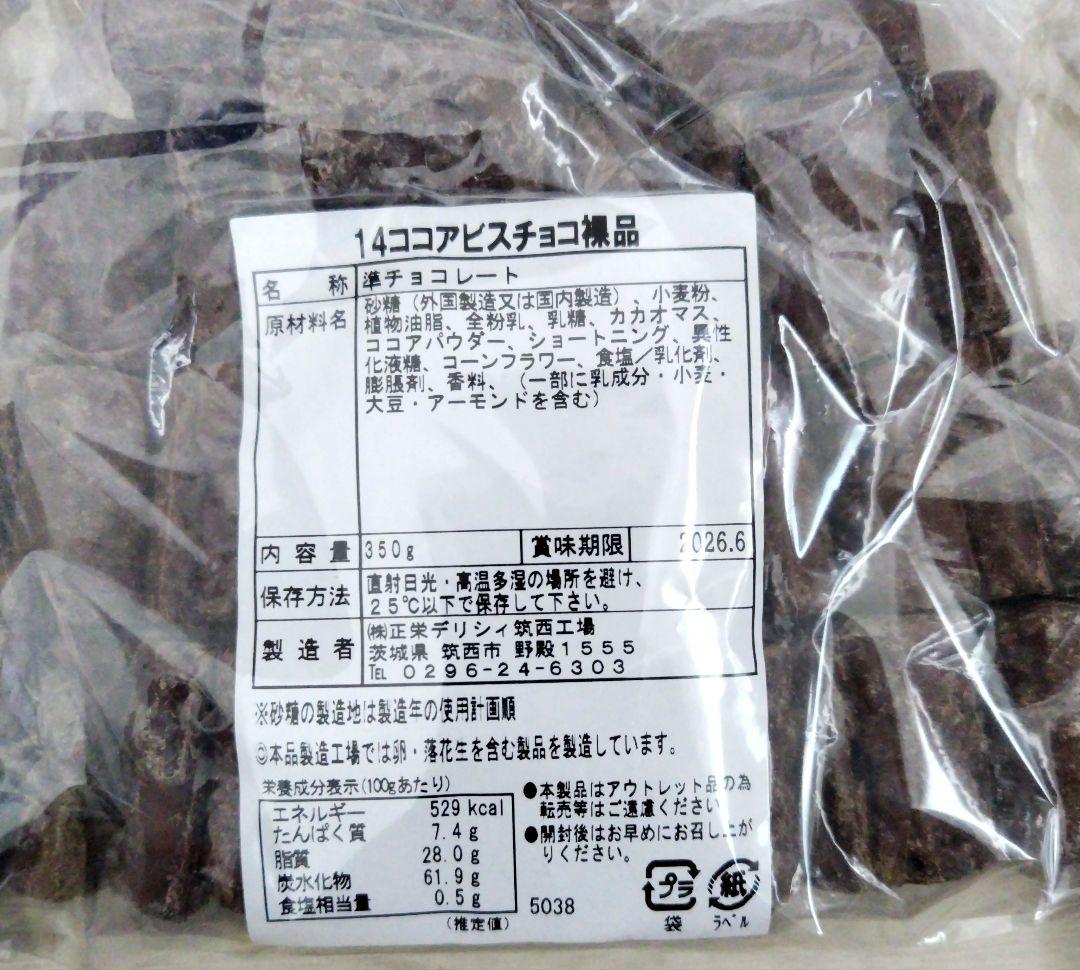 14ココアビスチョコ裸品
名 称 準チョコレート
原材料名 砂糖（外国製造又は国内製造）、小麦粉、
植物油脂、全粉乳、乳糖、カカオマス、
ココアパウダー、ショートニング、異性
化液糖、コーンフラワー、食塩／乳化剤、
膨脹剤、香料、（一部に乳成分・小麦・
大豆・アーモンドを含む）
内容量 350g 賞味期限 2026.6
保存方法 直射日光・高温多湿の場所を避け、
25℃以下で保存して下さい。
製造者 ㈱正栄デリシィ筑西工場
茨城県 筑西市 野殿1555
℡ 0296-24-6303
※砂糖の製造地は製造年の使用計画順
◎本品製造工場では卵・落花生を含む製品を製造しています。
栄養成分表示(100gあたり)
エネルギー 529 kcal
たんぱく質 7.4g
脂質 28.0g
炭水化物 61.9g
食塩相当量 0.5g
(推定値)
●本製品はアウトレット品の為
転売等はご遠慮ください
●開封後はお早めにお召し上が
りください。
5038
プラ 紙
袋 ラベル